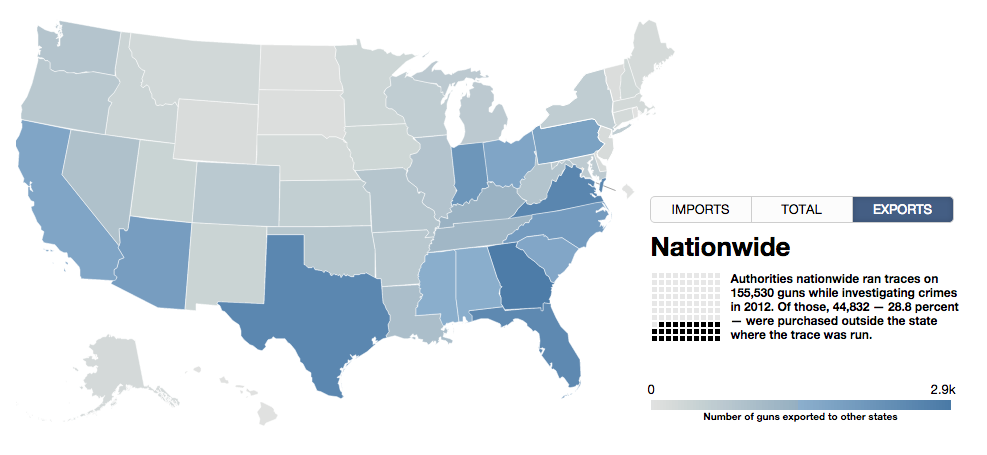 IMPORTS TOTAL EXPORTS
Nationwide
Authorities nationwide ran traces on
155,530 guns while investigating crimes
in 2012. Of those, 44,832 — 28.8 percent
— were purchased outside the state
where the trace was run.
0 2.9k
Number of guns exported to other states